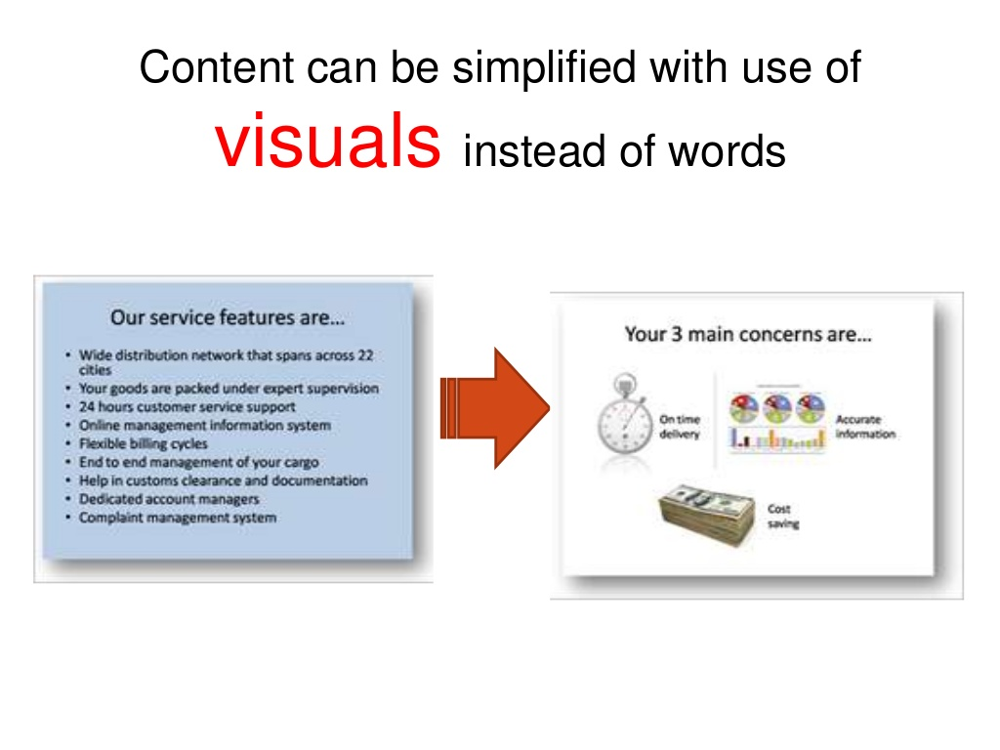 Content can be simplified with use of
visuals instead of words
Our service features are...
• Wide distribution network that spans across 22
cities
• Your goods are packed under expert supervision
• 24 hours customer service support
• Online management information system
• Flexible billing cycles
• End to end management of your cargo
• Help in customs clearance and documentation
• Dedicated account managers
• Complaint management system
Your 3 main concerns are...
On time
delivery
Accurate
information
Cost
saving